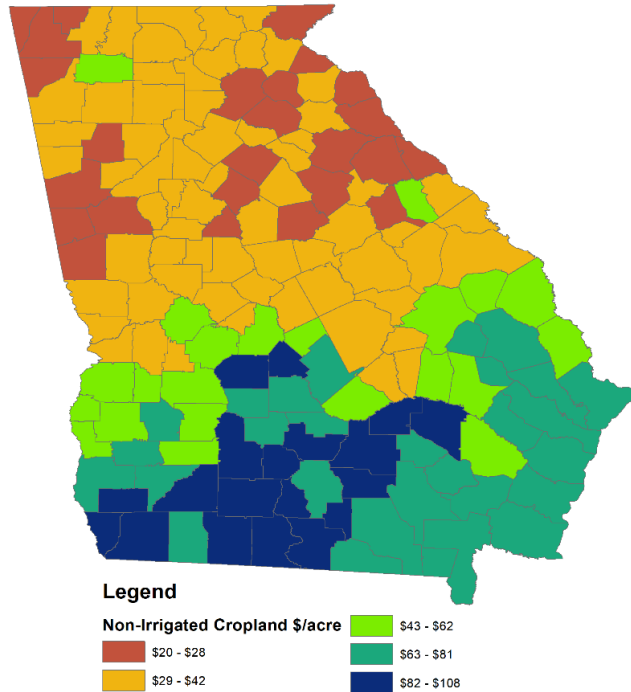 Legend
Non-Irrigated Cropland $/acre
$20 - $28
$29 - $42
$43 - $62
$63 - $81
$82 - $108